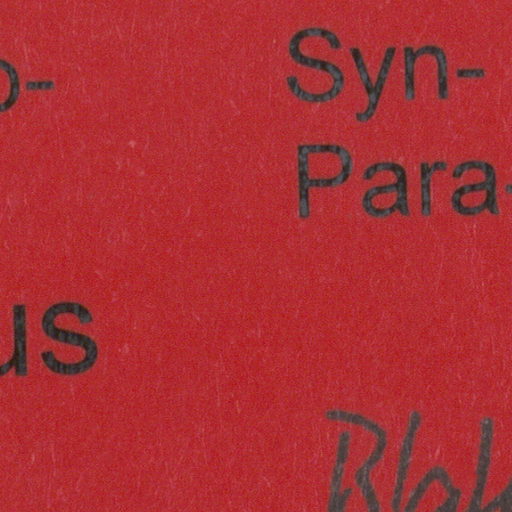 Syn-
Para-
us